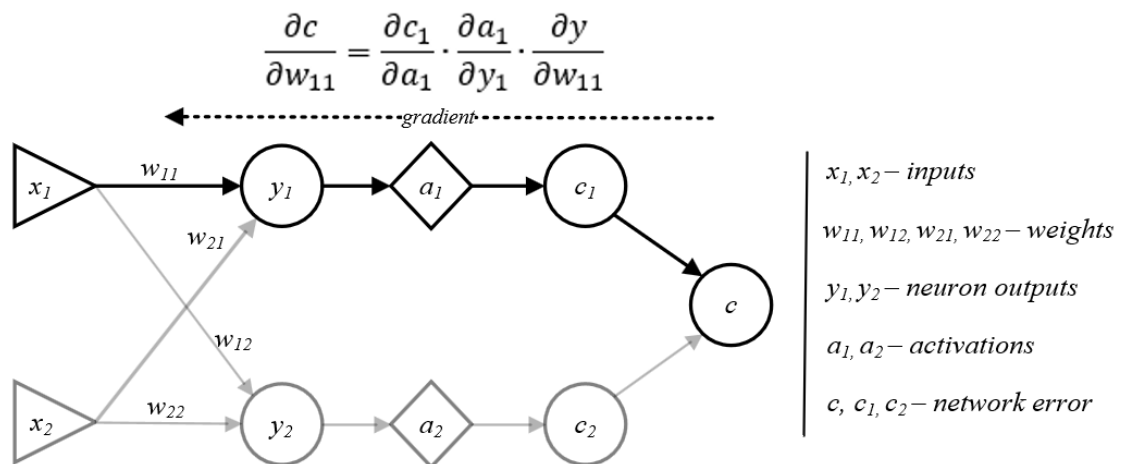 ∂c/∂w₁₁ = ∂c₁/∂a₁ · ∂a₁/∂y₁ · ∂y/∂w₁₁
gradient
x₁ w₁₁ y₁ a₁ c₁
w₂₁
c
w₁₂
x₂ w₂₂ y₂ a₂ c₂
x₁, x₂ – inputs
w₁₁, w₁₂, w₂₁, w₂₂ – weights
y₁, y₂ – neuron outputs
a₁, a₂ – activations
c, c₁, c₂ – network error